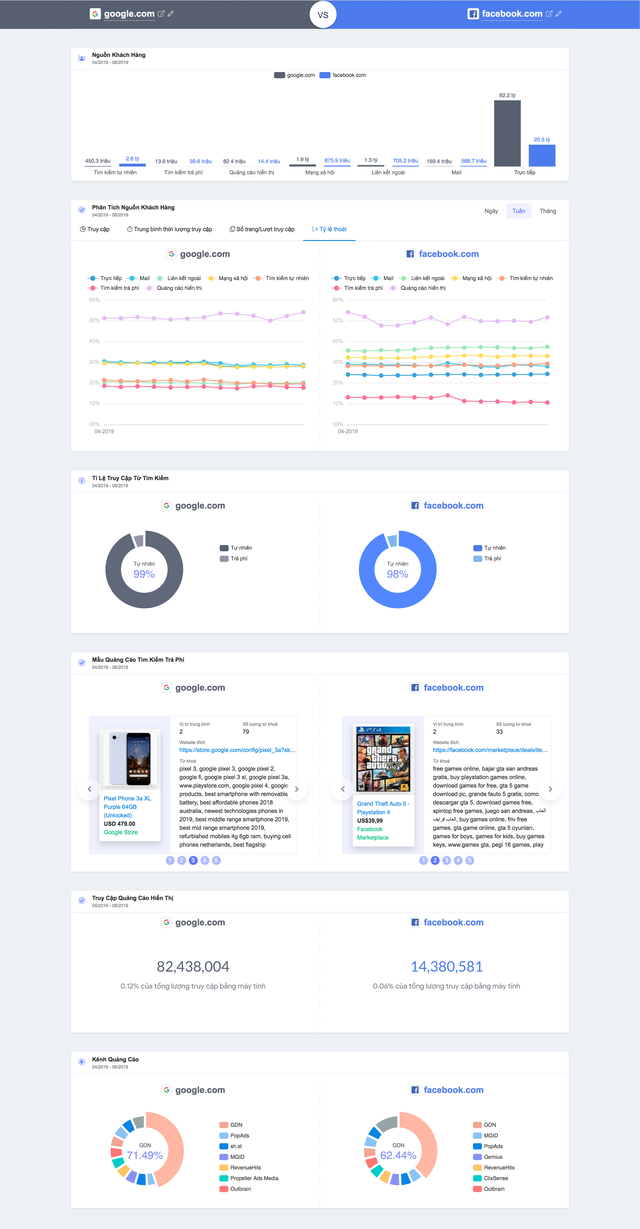 google.com
VS
facebook.com
Nguồn Khách Hàng
04/2019 - 06/2019
google.com facebook.com
450.3 triệu 2.6 tỷ 13.9 triệu 39.6 triệu 82.4 triệu 14.4 triệu 1.9 tỷ 875.9 triệu 1.3 tỷ 705.2 triệu 169.4 triệu 588.7 triệu 62.2 tỷ 20.5 tỷ
Tìm kiếm tự nhiên Tìm kiếm trả phí Quảng cáo hiển thị Mạng xã hội Liên kết ngoài Mail Trực tiếp
Phân Tích Nguồn Khách Hàng
04/2019 - 06/2019
Ngày Tuần Tháng
Truy cập Trung bình thời lượng truy cập Số trang/Lượt truy cập Tỷ lệ thoát
google.com
Trực tiếp Mail Liên kết ngoài Mạng xã hội Tìm kiếm tự nhiên
Tìm kiếm trả phí Quảng cáo hiển thị
60%
50%
40%
30%
20%
10%
00%
04-2019
facebook.com
Trực tiếp Mail Liên kết ngoài Mạng xã hội Tìm kiếm tự nhiên
Tìm kiếm trả phí Quảng cáo hiển thị
60%
50%
40%
30%
20%
10%
00%
04-2019
Tỉ Lệ Truy Cập Từ Tìm Kiếm
04/2019 - 06/2019
google.com
Tự nhiên
99%
Tự nhiên
Trả phí
facebook.com
Tự nhiên
98%
Tự nhiên
Trả phí
Mẫu Quảng Cáo Tìm Kiếm Trả Phí
04/2019 - 06/2019
google.com
Pixel Phone 3a XL
Purple 64GB
(Unlocked)
USD 479.00
Google Store
Vị trí trung bình Số lượng từ khoá
2 79
Website đích
https://store.google.com/config/pixel_3a?sk...
Từ khoá
pixel 3, google pixel 3, google pixel 2,
google fi, google pixel 3 xl, google pixel 3a,
www.playstore.com, google pixel 4, google
products, best smartphone with removable
battery, best affordable phones 2018
australia, newest technologies phones in
2019, best middle range smartphone 2019,
best mid range smartphone 2019,
refurbished mobiles 4g 6gb ram, buying cell
phones netherlands, best flagship
1 2 3 4 5
facebook.com
PS4
grand theft auto
Grand Theft Auto 5 -
Playstation 4
US$39,99
Facebook
Marketplace
Vị trí trung bình Số lượng từ khoá
2 33
Website đích
https://facebook.com/marketplace/deals/ite...
Từ khoá
free games online, bajar gta san andreas
gratis, buy playstation games online,
download games for free, gta 5 game
download pc, grande fauto 5 gratis, como
descargar gta 5, download games free,
spintop free games, juego san andreas, العاب
العاب فرايف, buy games online, friv free
games, gta game online, gta 5 oyunları,
games for boys, games for kids, buy games
keys, www.games gta, pegi 16 games, play
1 2 3 4 5
Truy Cập Quảng Cáo Hiển Thị
04/2019 - 06/2019
google.com
82,438,004
0.12% của tổng lượng truy cập bằng máy tính
facebook.com
14,380,581
0.06% của tổng lượng truy cập bằng máy tính
Kênh Quảng Cáo
04/2019 - 06/2019
google.com
GDN
71.49%
GDN
PopAds
sh.st
MGID
RevenueHits
Propeller Ads Media
Outbrain
facebook.com
GDN
62.44%
GDN
MGID
PopAds
Gemius
RevenueHits
ClixSense
Outbrain